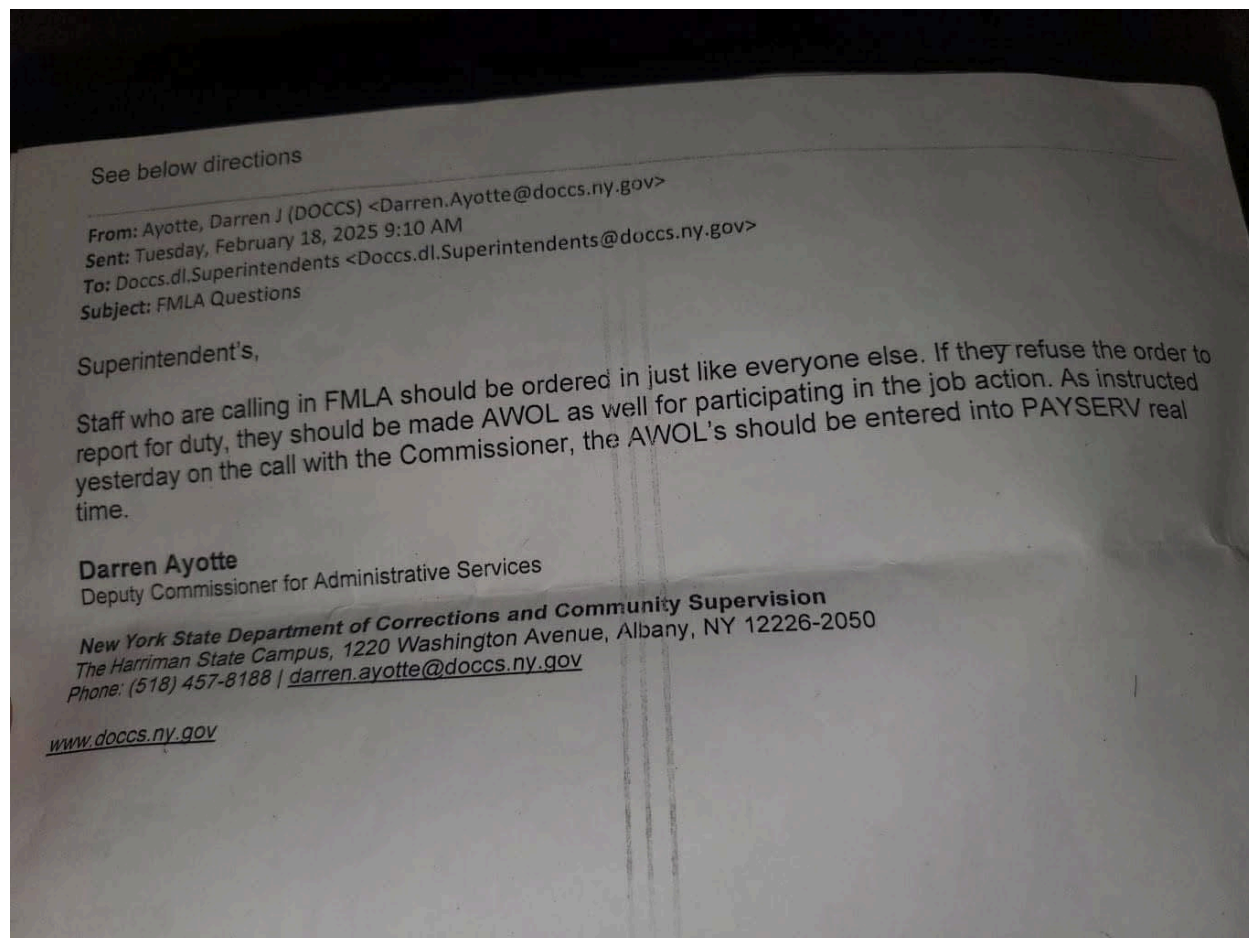 See below directions
From: Ayotte, Darren J (DOCCS) <Darren.Ayotte@doccs.ny.gov>
Sent: Tuesday, February 18, 2025 9:10 AM
To: Doccs.dl.Superintendents <Doccs.dl.Superintendents@doccs.ny.gov>
Subject: FMLA Questions
Superintendent's,
Staff who are calling in FMLA should be ordered in just like everyone else. If they refuse the order to
report for duty, they should be made AWOL as well for participating in the job action. As instructed
yesterday on the call with the Commissioner, the AWOL's should be entered into PAYSERV real
time.
Darren Ayotte
Deputy Commissioner for Administrative Services
New York State Department of Corrections and Community Supervision
The Harriman State Campus, 1220 Washington Avenue, Albany, NY 12226-2050
Phone: (518) 457-8188 | darren.ayotte@doccs.ny.gov
www.doccs.ny.gov